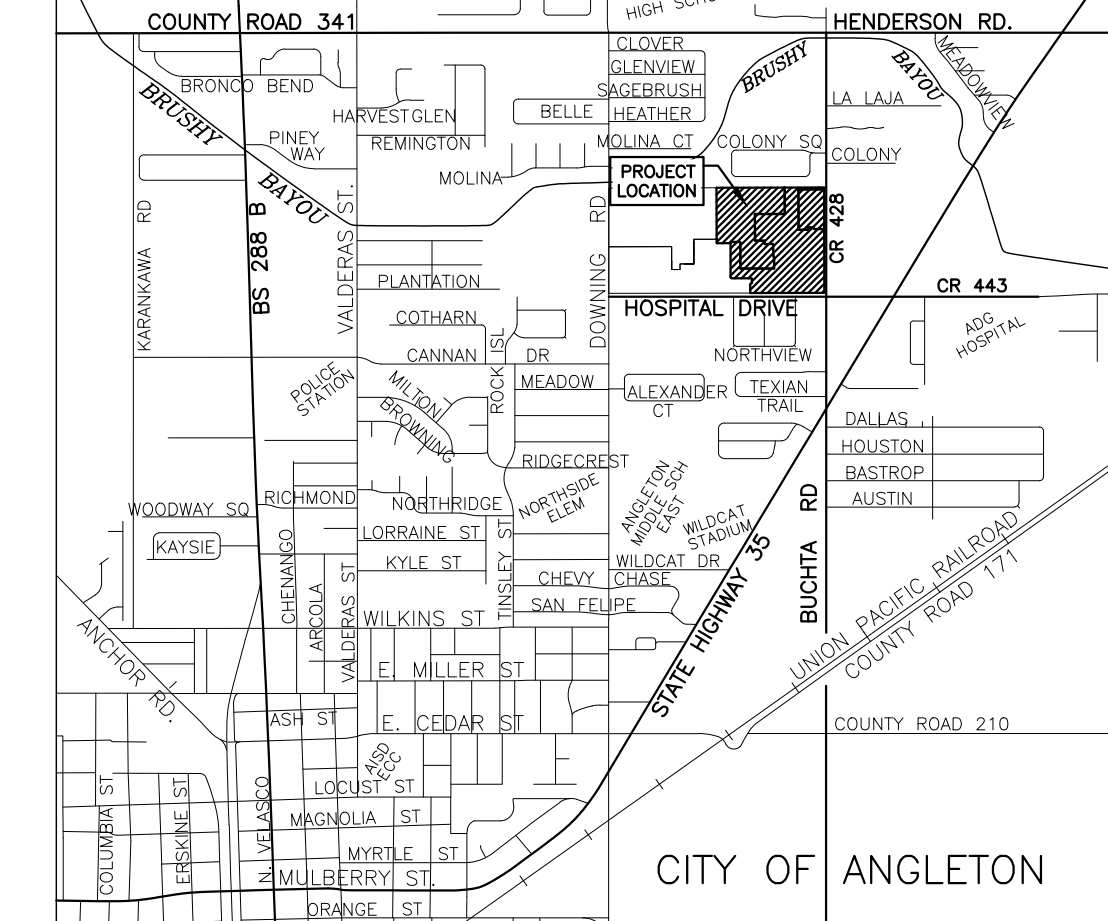 HIGH
COUNTY ROAD 341
HENDERSON RD.
CLOVER
GLENVIEW
SAGEBRUSH
HEATHER
BELLE
BRUSHY
BAYOU
MEADOWVIEW
LA LAJA
BRONCO BEND
BRUSHY
BAYOU
HARVEST GLEN
REMINGTON
PINEY
WAY
MOLINA CT
COLONY SQ
COLONY
MOLINA
PROJECT
LOCATION
KARANKAWA RD
BS 288 B
VALDERAS ST.
DOWNING RD
CR 428
PLANTATION
CR 443
HOSPITAL DRIVE
ADG
HOSPITAL
COTHARN
CANNAN DR
ROCK ISL
NORTHVIEW
POLICE
STATION
MILTON
BROWNING
MEADOW
ALEXANDER
CT
TEXIAN
TRAIL
DALLAS
HOUSTON
BASTROP
AUSTIN
RIDGECREST
RICHMOND
NORTHRIDGE
NORTHSIDE
ELEM
ANGLETON
MIDDLE SCH
EAST
WILDCAT
STADIUM
WOODWAY SQ
KAYSIE
LORRAINE ST
KYLE ST
TINSLEY ST
WILDCAT DR
CHEVY CHASE
SAN FELIPE
CHENANGO
ARCOLA
VALDERAS ST
WILKINS ST
STATE HIGHWAY 35
BUCHTA RD
UNION PACIFIC RAILROAD
COUNTY ROAD 171
ANCHOR RD.
E. MILLER ST
ASH ST
E. CEDAR ST
COUNTY ROAD 210
AISD
ECC
LOCUST ST
MAGNOLIA ST
MYRTLE ST
MULBERRY ST.
ORANGE ST
COLUMBIA ST
ERSKINE ST
N. VELASCO
CITY OF ANGLETON